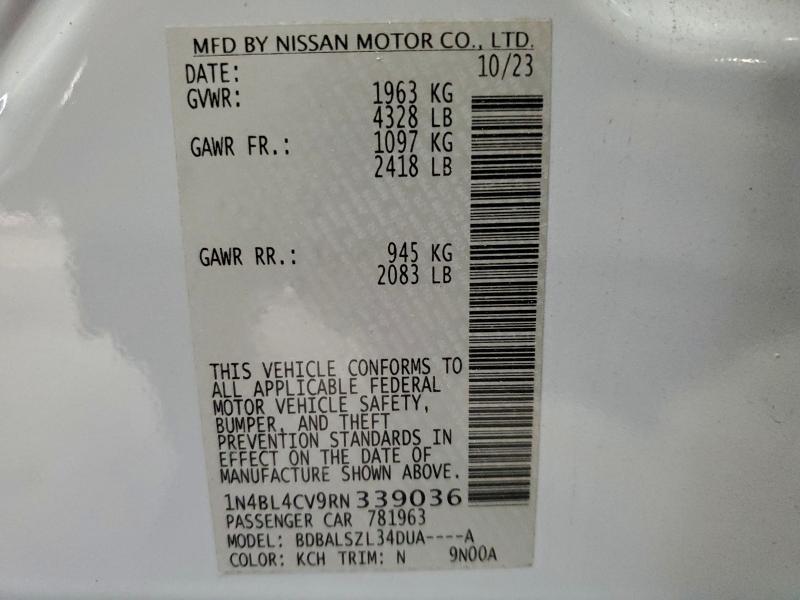 MFD BY NISSAN MOTOR CO., LTD.
DATE: 10/23
GVWR: 1963 KG
4328 LB
GAWR FR.: 1097 KG
2418 LB
GAWR RR.: 945 KG
2083 LB
THIS VEHICLE CONFORMS TO
ALL APPLICABLE FEDERAL
MOTOR VEHICLE SAFETY,
BUMPER, AND THEFT
PREVENTION STANDARDS IN
EFFECT ON THE DATE OF
MANUFACTURE SHOWN ABOVE.
1N4BL4CV9RN339036
PASSENGER CAR 781963
MODEL: BDBALSZL34DUA----A
COLOR: KCH TRIM: N 9N00A